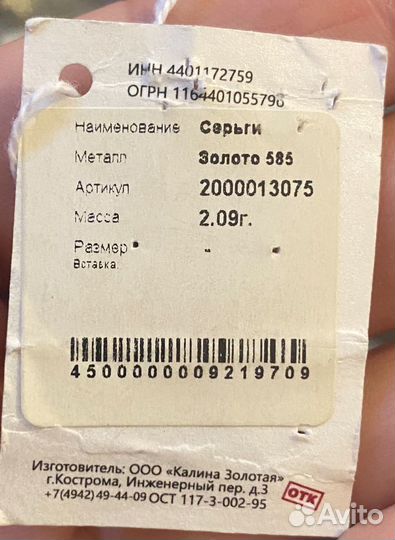 ИНН 4401172759
ОГРН 1164401055798
Наименование Серьги
Металл Золото 585
Артикул 2000013075
Масса 2.09г.
Размер -
Вставка
4500000009219709
Изготовитель: ООО «Калина Золотая»
г.Кострома, Инженерный пер. д.3
+7(4942)49-44-09 ОСТ 117-3-002-95
ОТК
Avito